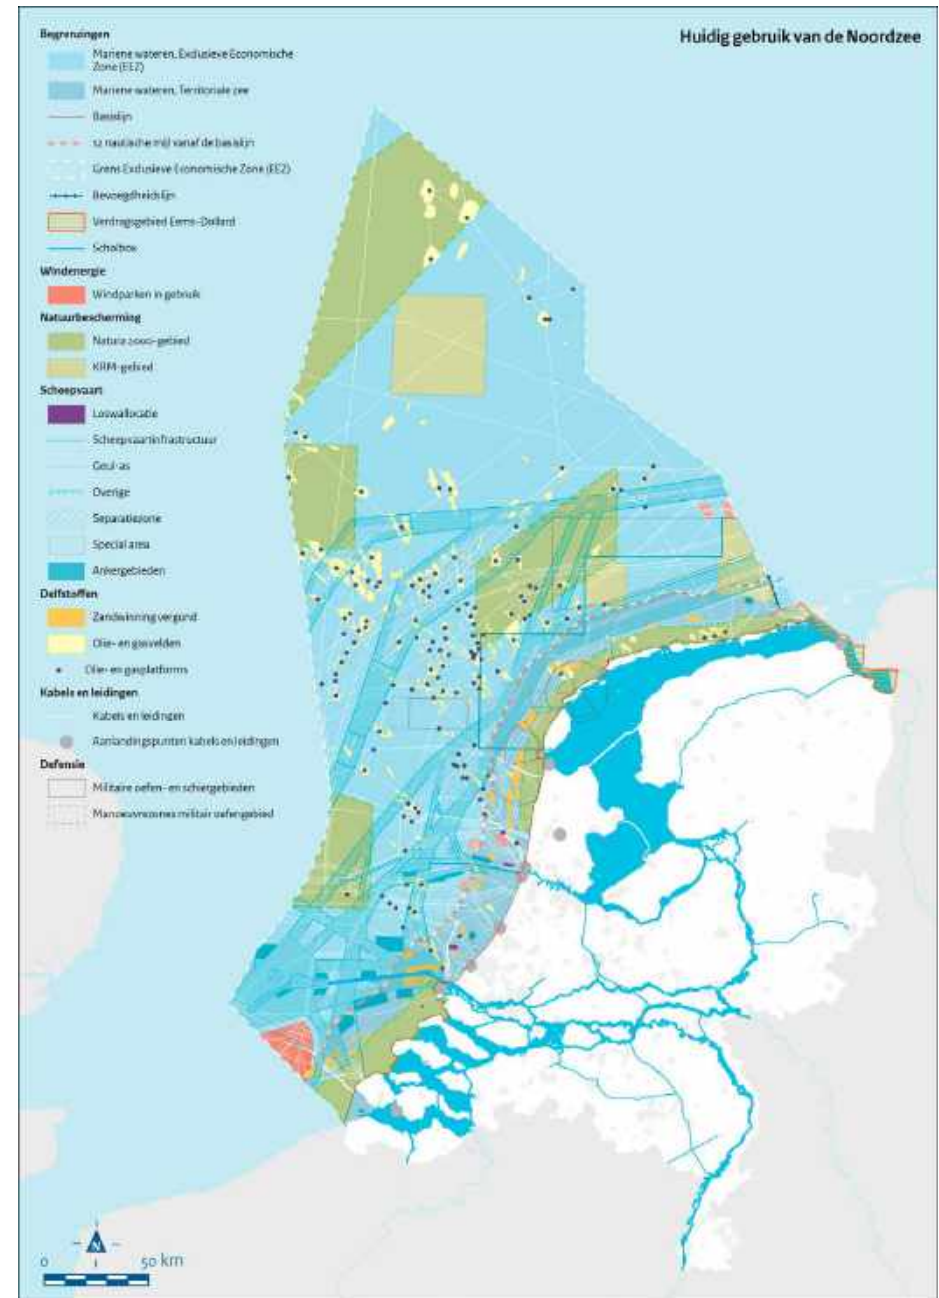 Huidig gebruik van de Noordzee
Begrenzingen
Mariene wateren, Exclusieve Economische
Zone (EEZ)
Mariene wateren, Territoriale zee
Basislijn
12 nautische mijl vanaf de basislijn
Grens Exclusieve Economische Zone (EEZ)
Bevoegdheidslijn
Verdragsgebied Eems-Dollard
Scholbox
Windenergie
Windparken in gebruik
Natuurbescherming
Natura 2000-gebied
KRM-gebied
Scheepvaart
Loswallocatie
Scheepvaartinfrastructuur
Geul-as
Overige
Separatiezone
Special area
Ankergebieden
Delfstoffen
Zandwinning vergund
Olie- en gasvelden
Olie- en gasplatforms
Kabels en leidingen
Kabels en leidingen
Aanlandingspunten kabels en leidingen
Defensie
Militaire oefen- en schietgebieden
Manoeuvrezones militair oefengebied
N
0 50 km